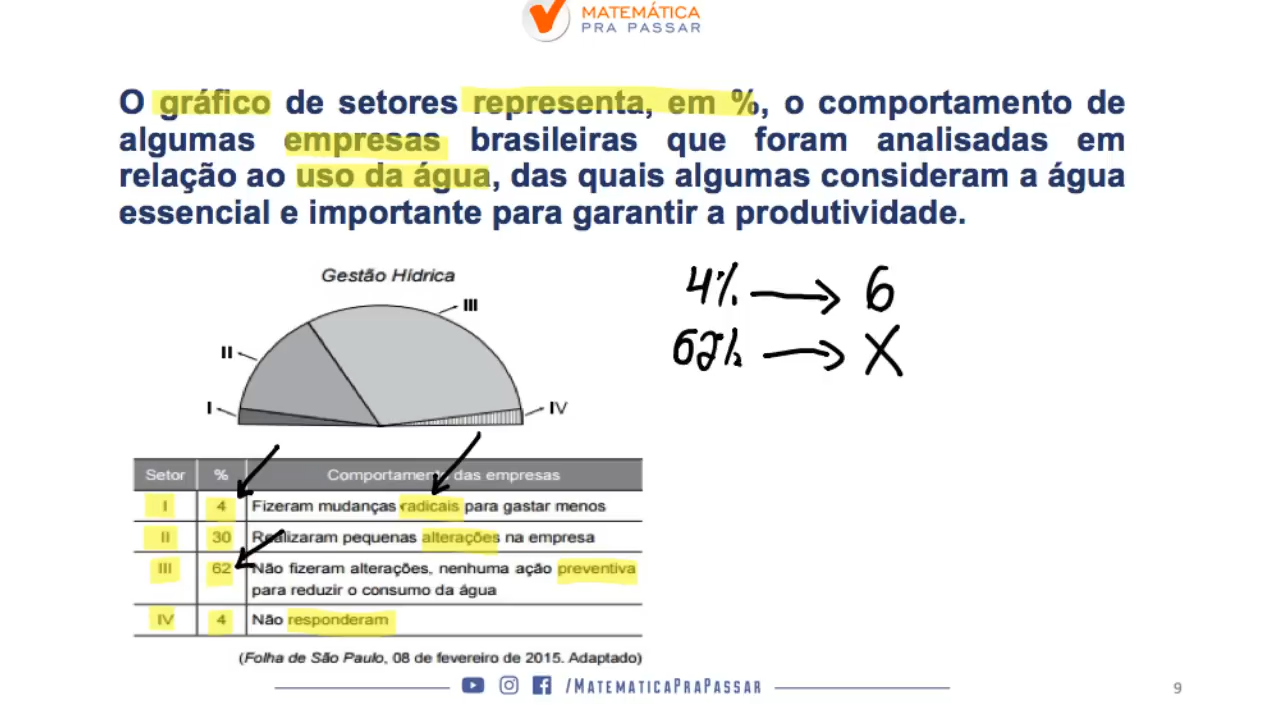 MATEMÁTICA
PRA PASSAR
O gráfico de setores representa, em %, o comportamento de
algumas empresas brasileiras que foram analisadas em
relação ao uso da água, das quais algumas consideram a água
essencial e importante para garantir a produtividade.
Gestão Hídrica
III
II
I
IV
4% → 6
62% → X
Setor % Comportamento das empresas
I 4 Fizeram mudanças radicais para gastar menos
II 30 Realizaram pequenas alterações na empresa
III 62 Não fizeram alterações, nenhuma ação preventiva
para reduzir o consumo da água
IV 4 Não responderam
(Folha de São Paulo, 08 de fevereiro de 2015. Adaptado)
/MATEMATICAPRAPASSAR
9